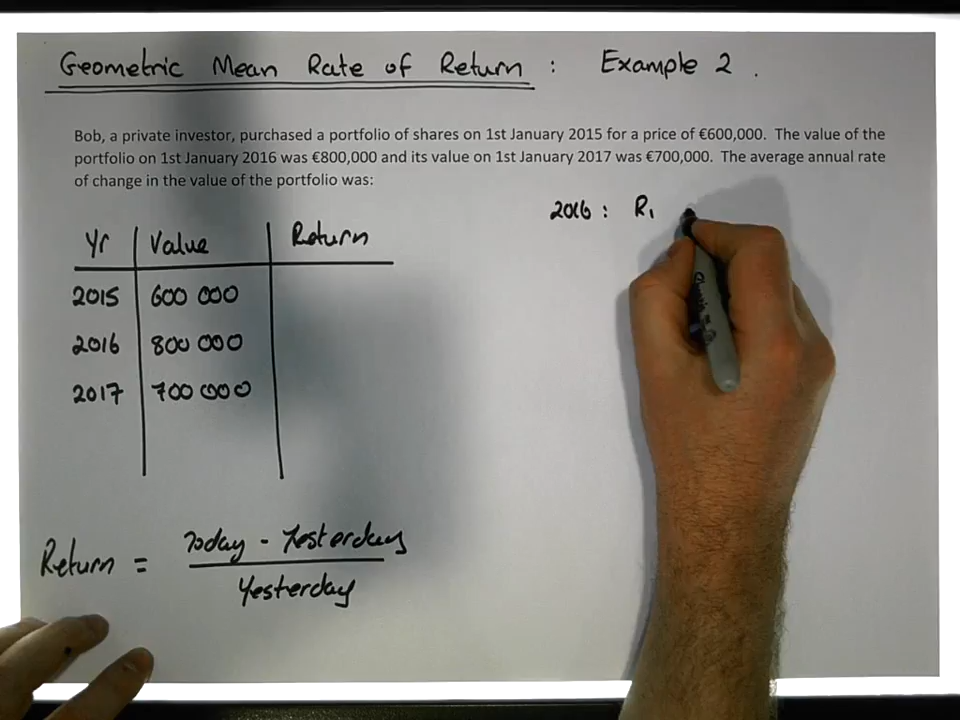 Geometric Mean Rate of Return : Example 2 .
Bob, a private investor, purchased a portfolio of shares on 1st January 2015 for a price of €600,000. The value of the
portfolio on 1st January 2016 was €800,000 and its value on 1st January 2017 was €700,000. The average annual rate
of change in the value of the portfolio was:
2016 : R1
Yr Value Return
2015 600 000
2016 800 000
2017 700 000
Return = Today - Yesterday
Yesterday